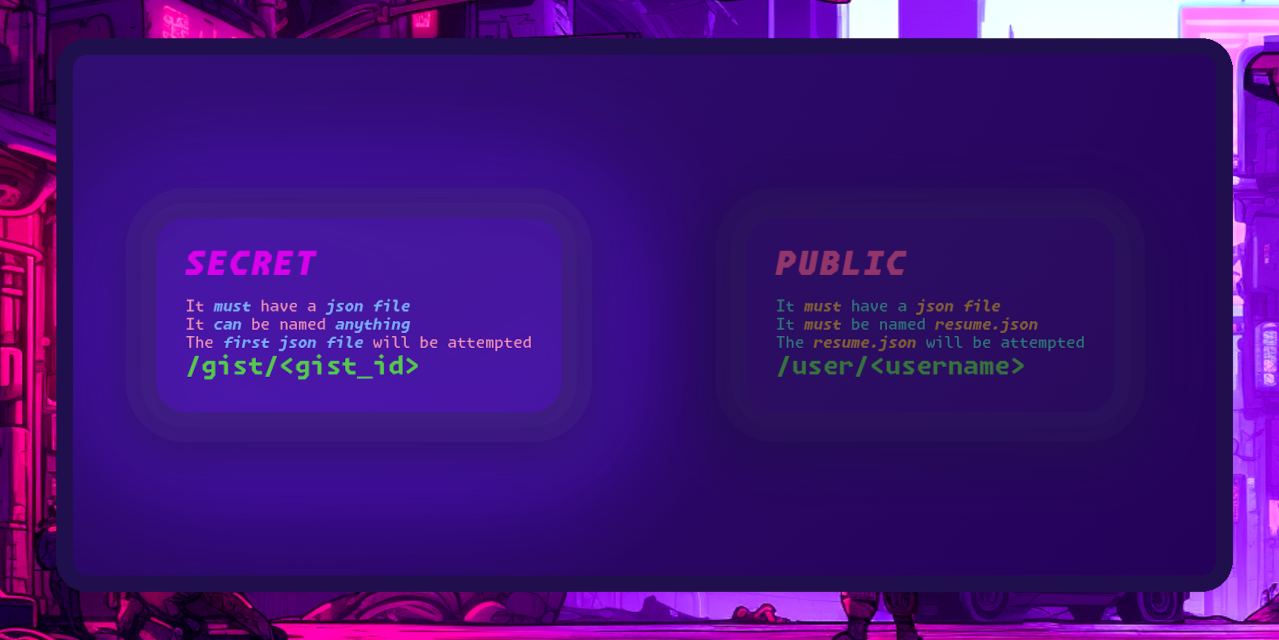 SECRET
It must have a json file
It can be named anything
The first json file will be attempted
/gist/<gist_id>
PUBLIC
It must have a json file
It must be named resume.json
The resume.json will be attempted
/user/<username>